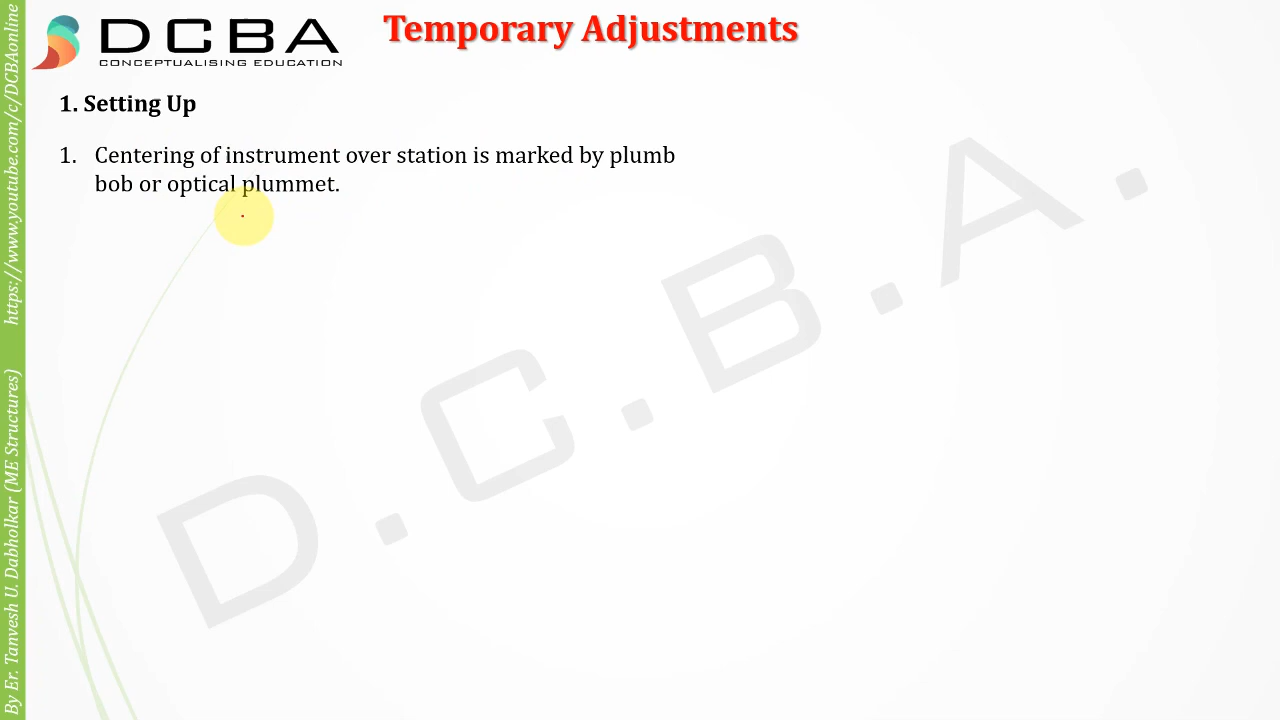 DCBA
CONCEPTUALISING EDUCATION
Temporary Adjustments
1. Setting Up
1. Centering of instrument over station is marked by plumb
bob or optical plummet.
D.C.B.A.
By Er. Tanvesh U. Dabholkar (ME Structures) https://www.youtube.com/c/DCBAonline